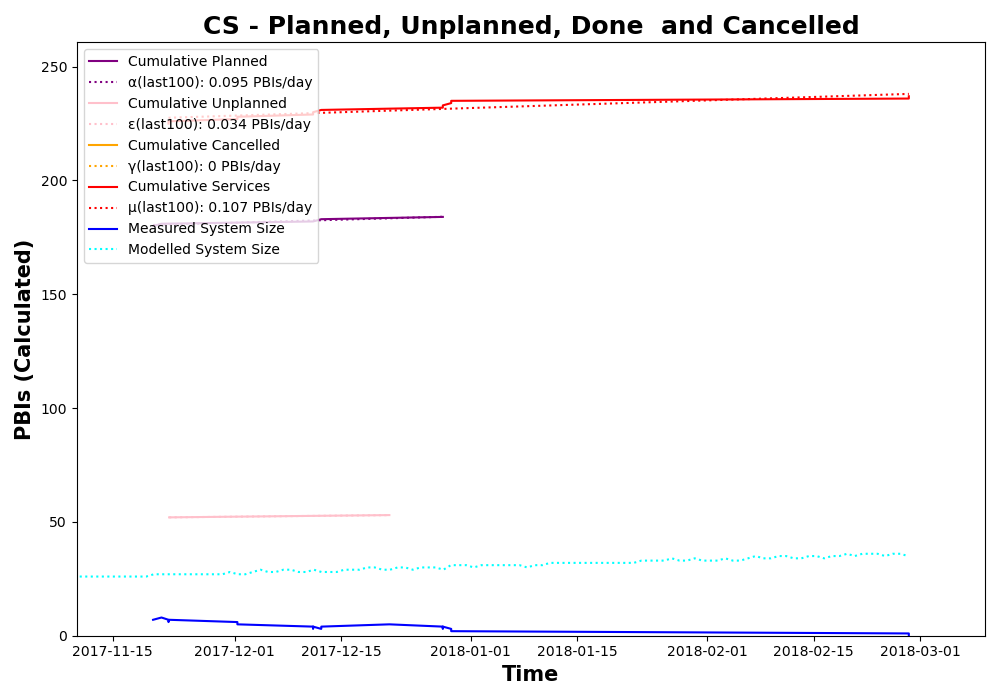 CS - Planned, Unplanned, Done  and Cancelled
Cumulative Planned
α(last100): 0.095 PBIs/day
Cumulative Unplanned
ε(last100): 0.034 PBIs/day
Cumulative Cancelled
γ(last100): 0 PBIs/day
Cumulative Services
μ(last100): 0.107 PBIs/day
Measured System Size
Modelled System Size
PBIs (Calculated)
250
200
150
100
50
0
2017-11-15
2017-12-01
2017-12-15
2018-01-01
2018-01-15
2018-02-01
2018-02-15
2018-03-01
Time